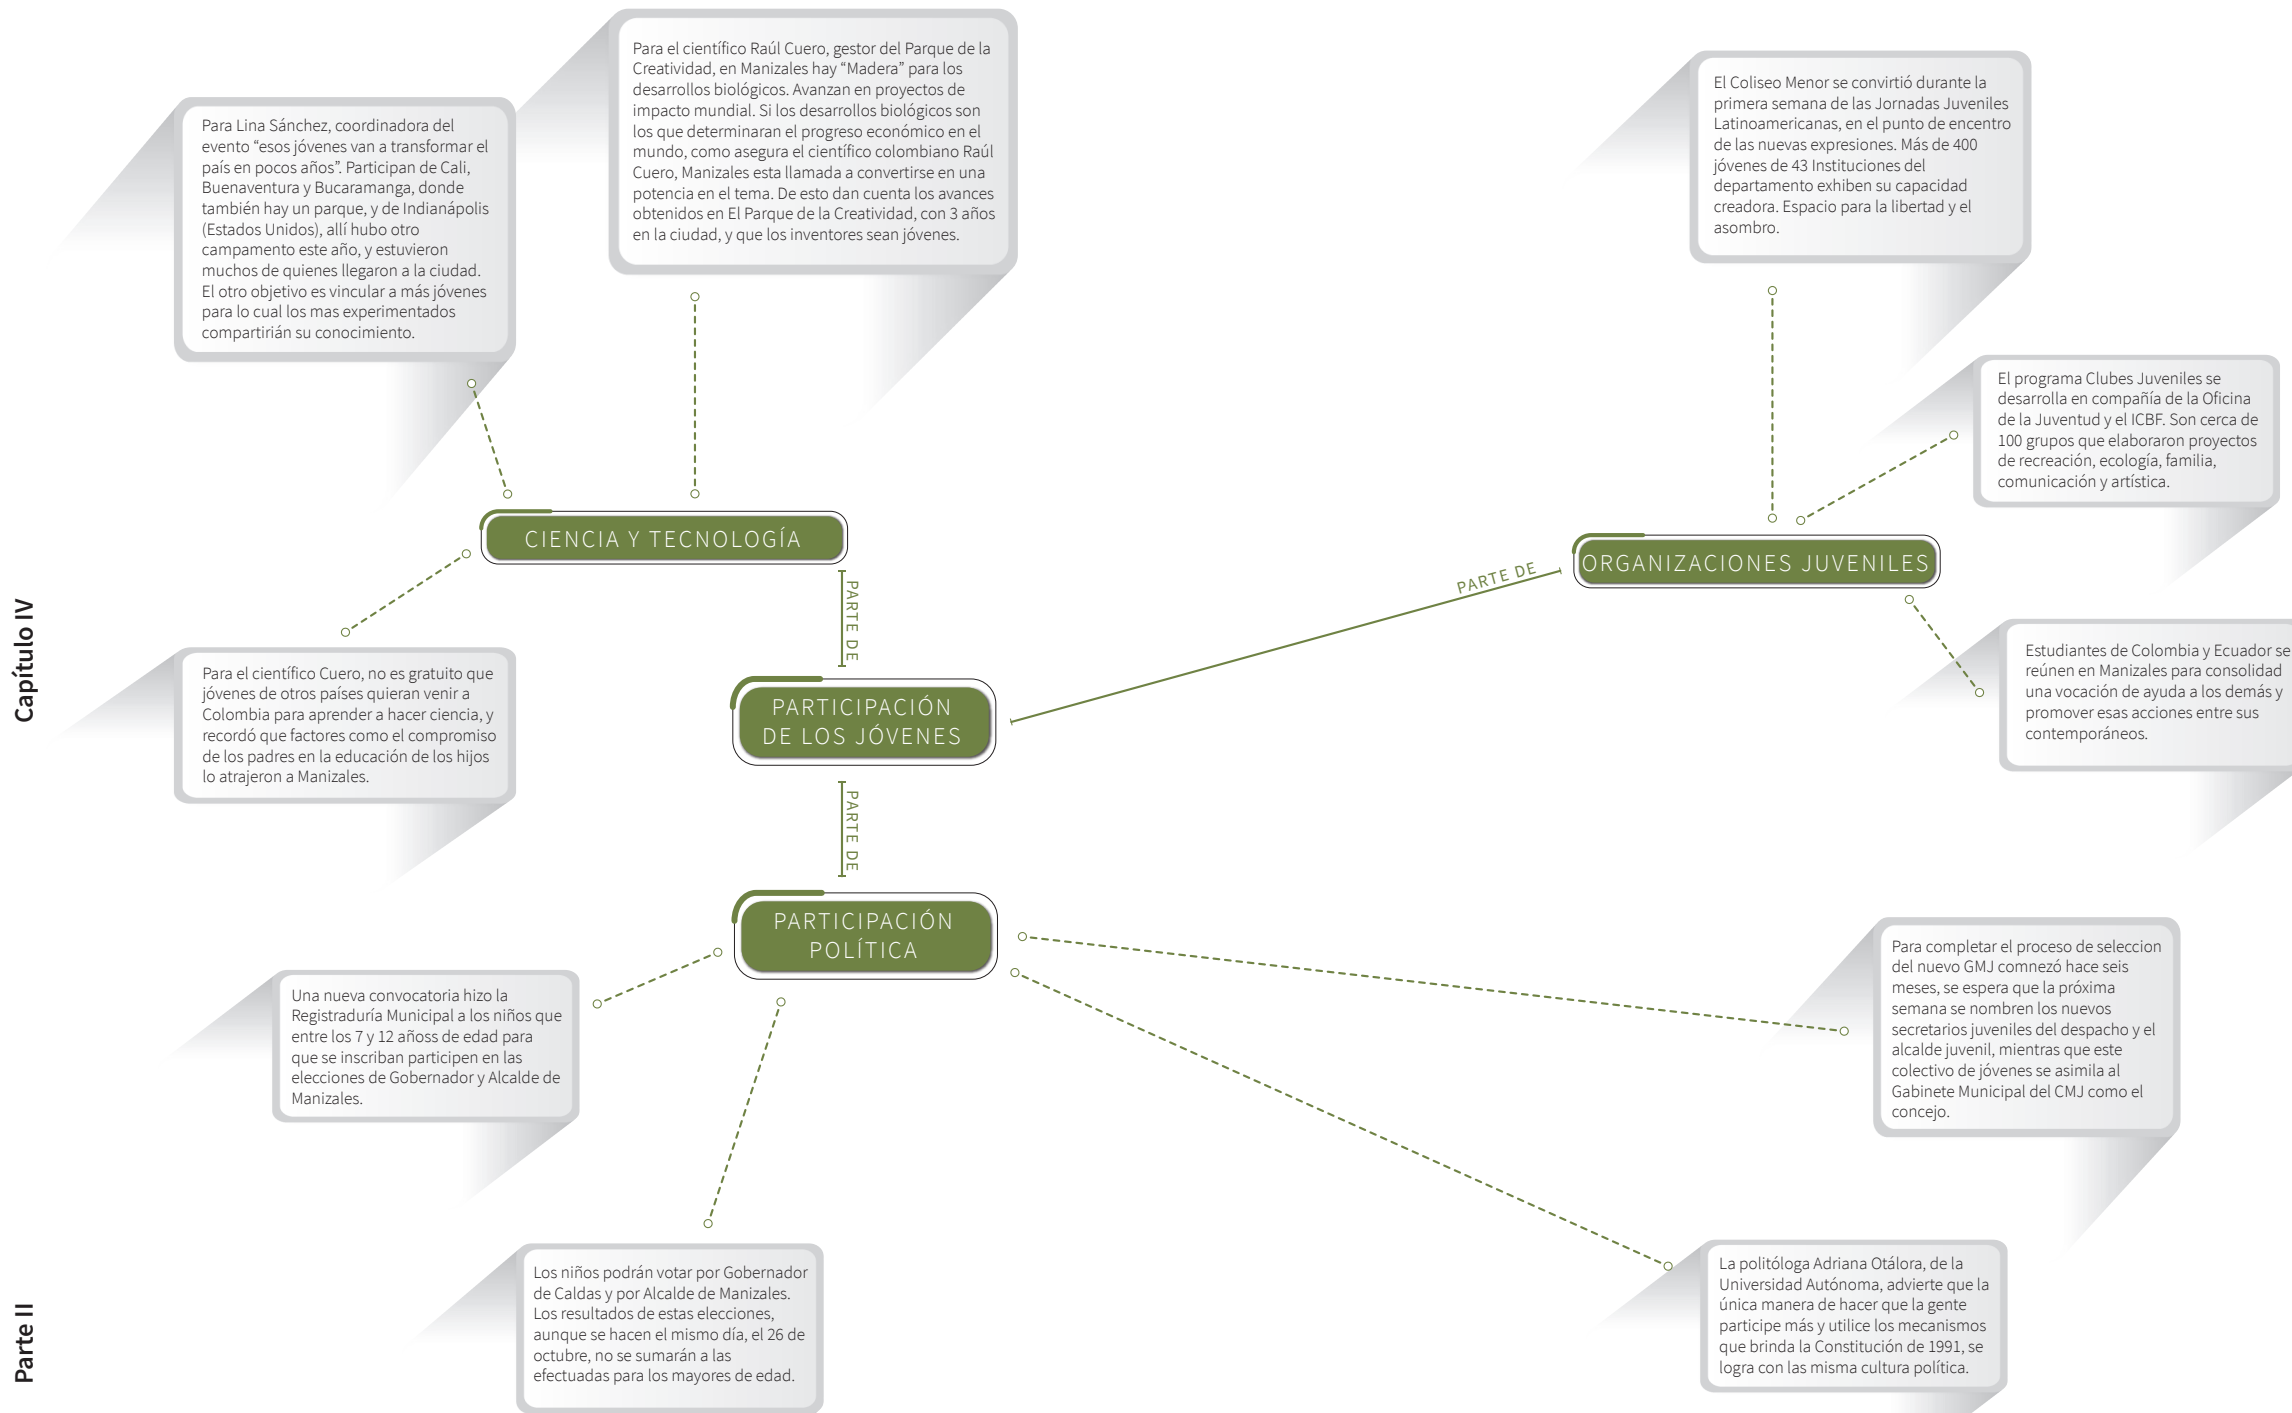 Para el científico Raúl Cuero, gestor del Parque de la
Creatividad, en Manizales hay “Madera” para los
desarrollos biológicos. Avanzan en proyectos de
impacto mundial. Si los desarrollos biológicos son
los que determinaran el progreso económico en el
mundo, como asegura el científico colombiano Raúl
Cuero, Manizales esta llamada a convertirse en una
potencia en el tema. De esto dan cuenta los avances
obtenidos en El Parque de la Creatividad, con 3 años
en la ciudad, y que los inventores sean jóvenes.
El Coliseo Menor se convirtió durante la
primera semana de las Jornadas Juveniles
Latinoamericanas, en el punto de encentro
de las nuevas expresiones. Más de 400
jóvenes de 43 Instituciones del
departamento exhiben su capacidad
creadora. Espacio para la libertad y el
asombro.
Para Lina Sánchez, coordinadora del
evento “esos jóvenes van a transformar el
país en pocos años”. Participan de Cali,
Buenaventura y Bucaramanga, donde
también hay un parque, y de Indianápolis
(Estados Unidos), allí hubo otro
campamento este año, y estuvieron
muchos de quienes llegaron a la ciudad.
El otro objetivo es vincular a más jóvenes
para lo cual los mas experimentados
compartirián su conocimiento.
El programa Clubes Juveniles se
desarrolla en compañía de la Oficina
de la Juventud y el ICBF. Son cerca de
100 grupos que elaboraron proyectos
de recreación, ecología, familia,
comunicación y artística.
CIENCIA Y TECNOLOGÍA
ORGANIZACIONES JUVENILES
PARTE DE
PARTE DE
Capítulo IV
Para el científico Cuero, no es gratuito que
jóvenes de otros países quieran venir a
Colombia para aprender a hacer ciencia, y
recordó que factores como el compromiso
de los padres en la educación de los hijos
lo atrajeron a Manizales.
Estudiantes de Colombia y Ecuador se
reúnen en Manizales para consolidad
una vocación de ayuda a los demás y
promover esas acciones entre sus
contemporáneos.
PARTICIPACIÓN
DE LOS JÓVENES
PARTE DE
PARTICIPACIÓN
POLÍTICA
Para completar el proceso de seleccion
del nuevo GMJ comnezó hace seis
meses, se espera que la próxima
semana se nombren los nuevos
secretarios juveniles del despacho y el
alcalde juvenil, mientras que este
colectivo de jóvenes se asimila al
Gabinete Municipal del CMJ como el
concejo.
Una nueva convocatoria hizo la
Registraduría Municipal a los niños que
entre los 7 y 12 añoss de edad para
que se inscriban participen en las
elecciones de Gobernador y Alcalde de
Manizales.
Los niños podrán votar por Gobernador
de Caldas y por Alcalde de Manizales.
Los resultados de estas elecciones,
aunque se hacen el mismo día, el 26 de
octubre, no se sumarán a las
efectuadas para los mayores de edad.
La politóloga Adriana Otálora, de la
Universidad Autónoma, advierte que la
única manera de hacer que la gente
participe más y utilice los mecanismos
que brinda la Constitución de 1991, se
logra con las misma cultura política.
Parte II